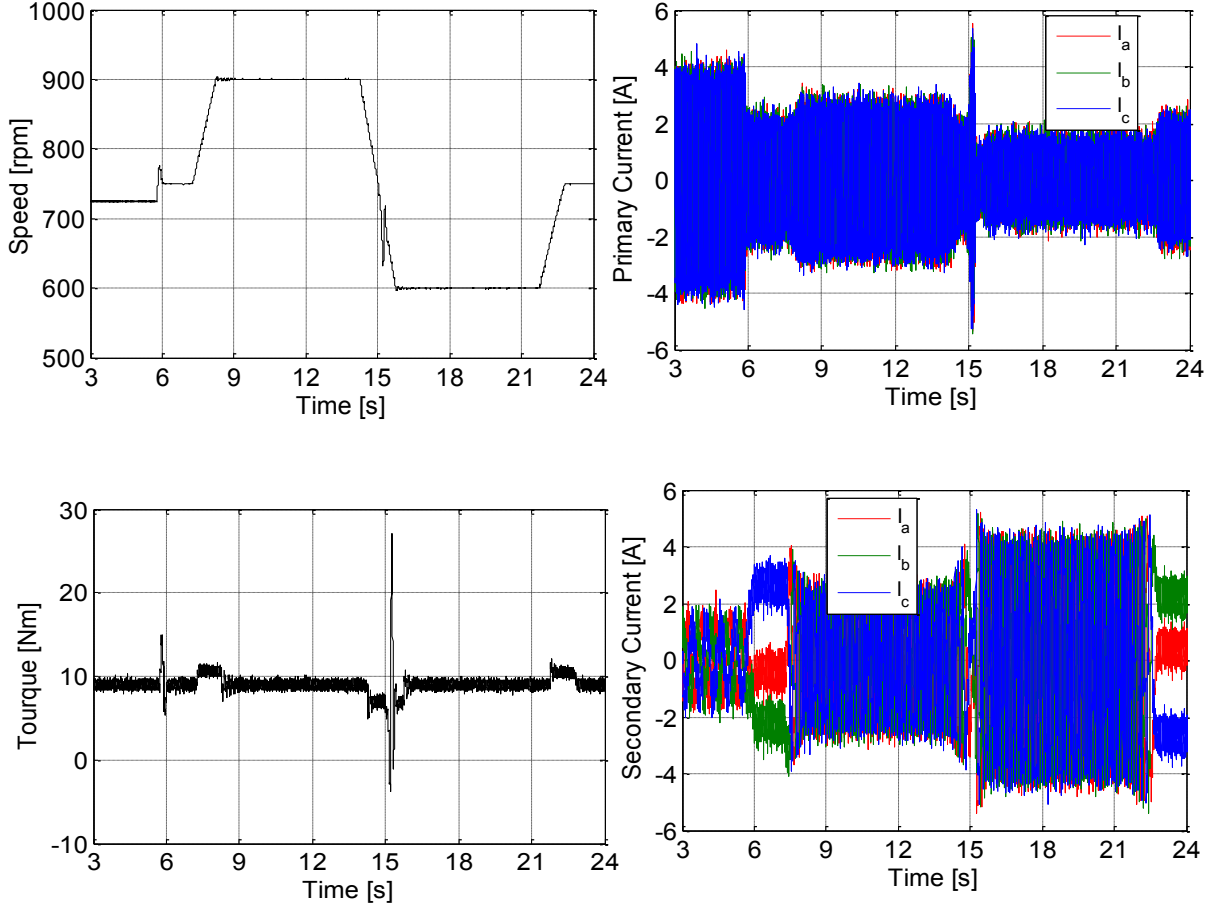 1000
900
800
700
600
500
Speed [rpm]
3 6 9 12 15 18 21 24
Time [s]
6
4
2
0
-2
-4
-6
Primary Current [A]
I_a
I_b
I_c
3 6 9 12 15 18 21 24
Time [s]
30
20
10
0
-10
Tourque [Nm]
3 6 9 12 15 18 21 24
Time [s]
6
4
2
0
-2
-4
-6
Secondary Current [A]
I_a
I_b
I_c
3 6 9 12 15 18 21 24
Time [s]